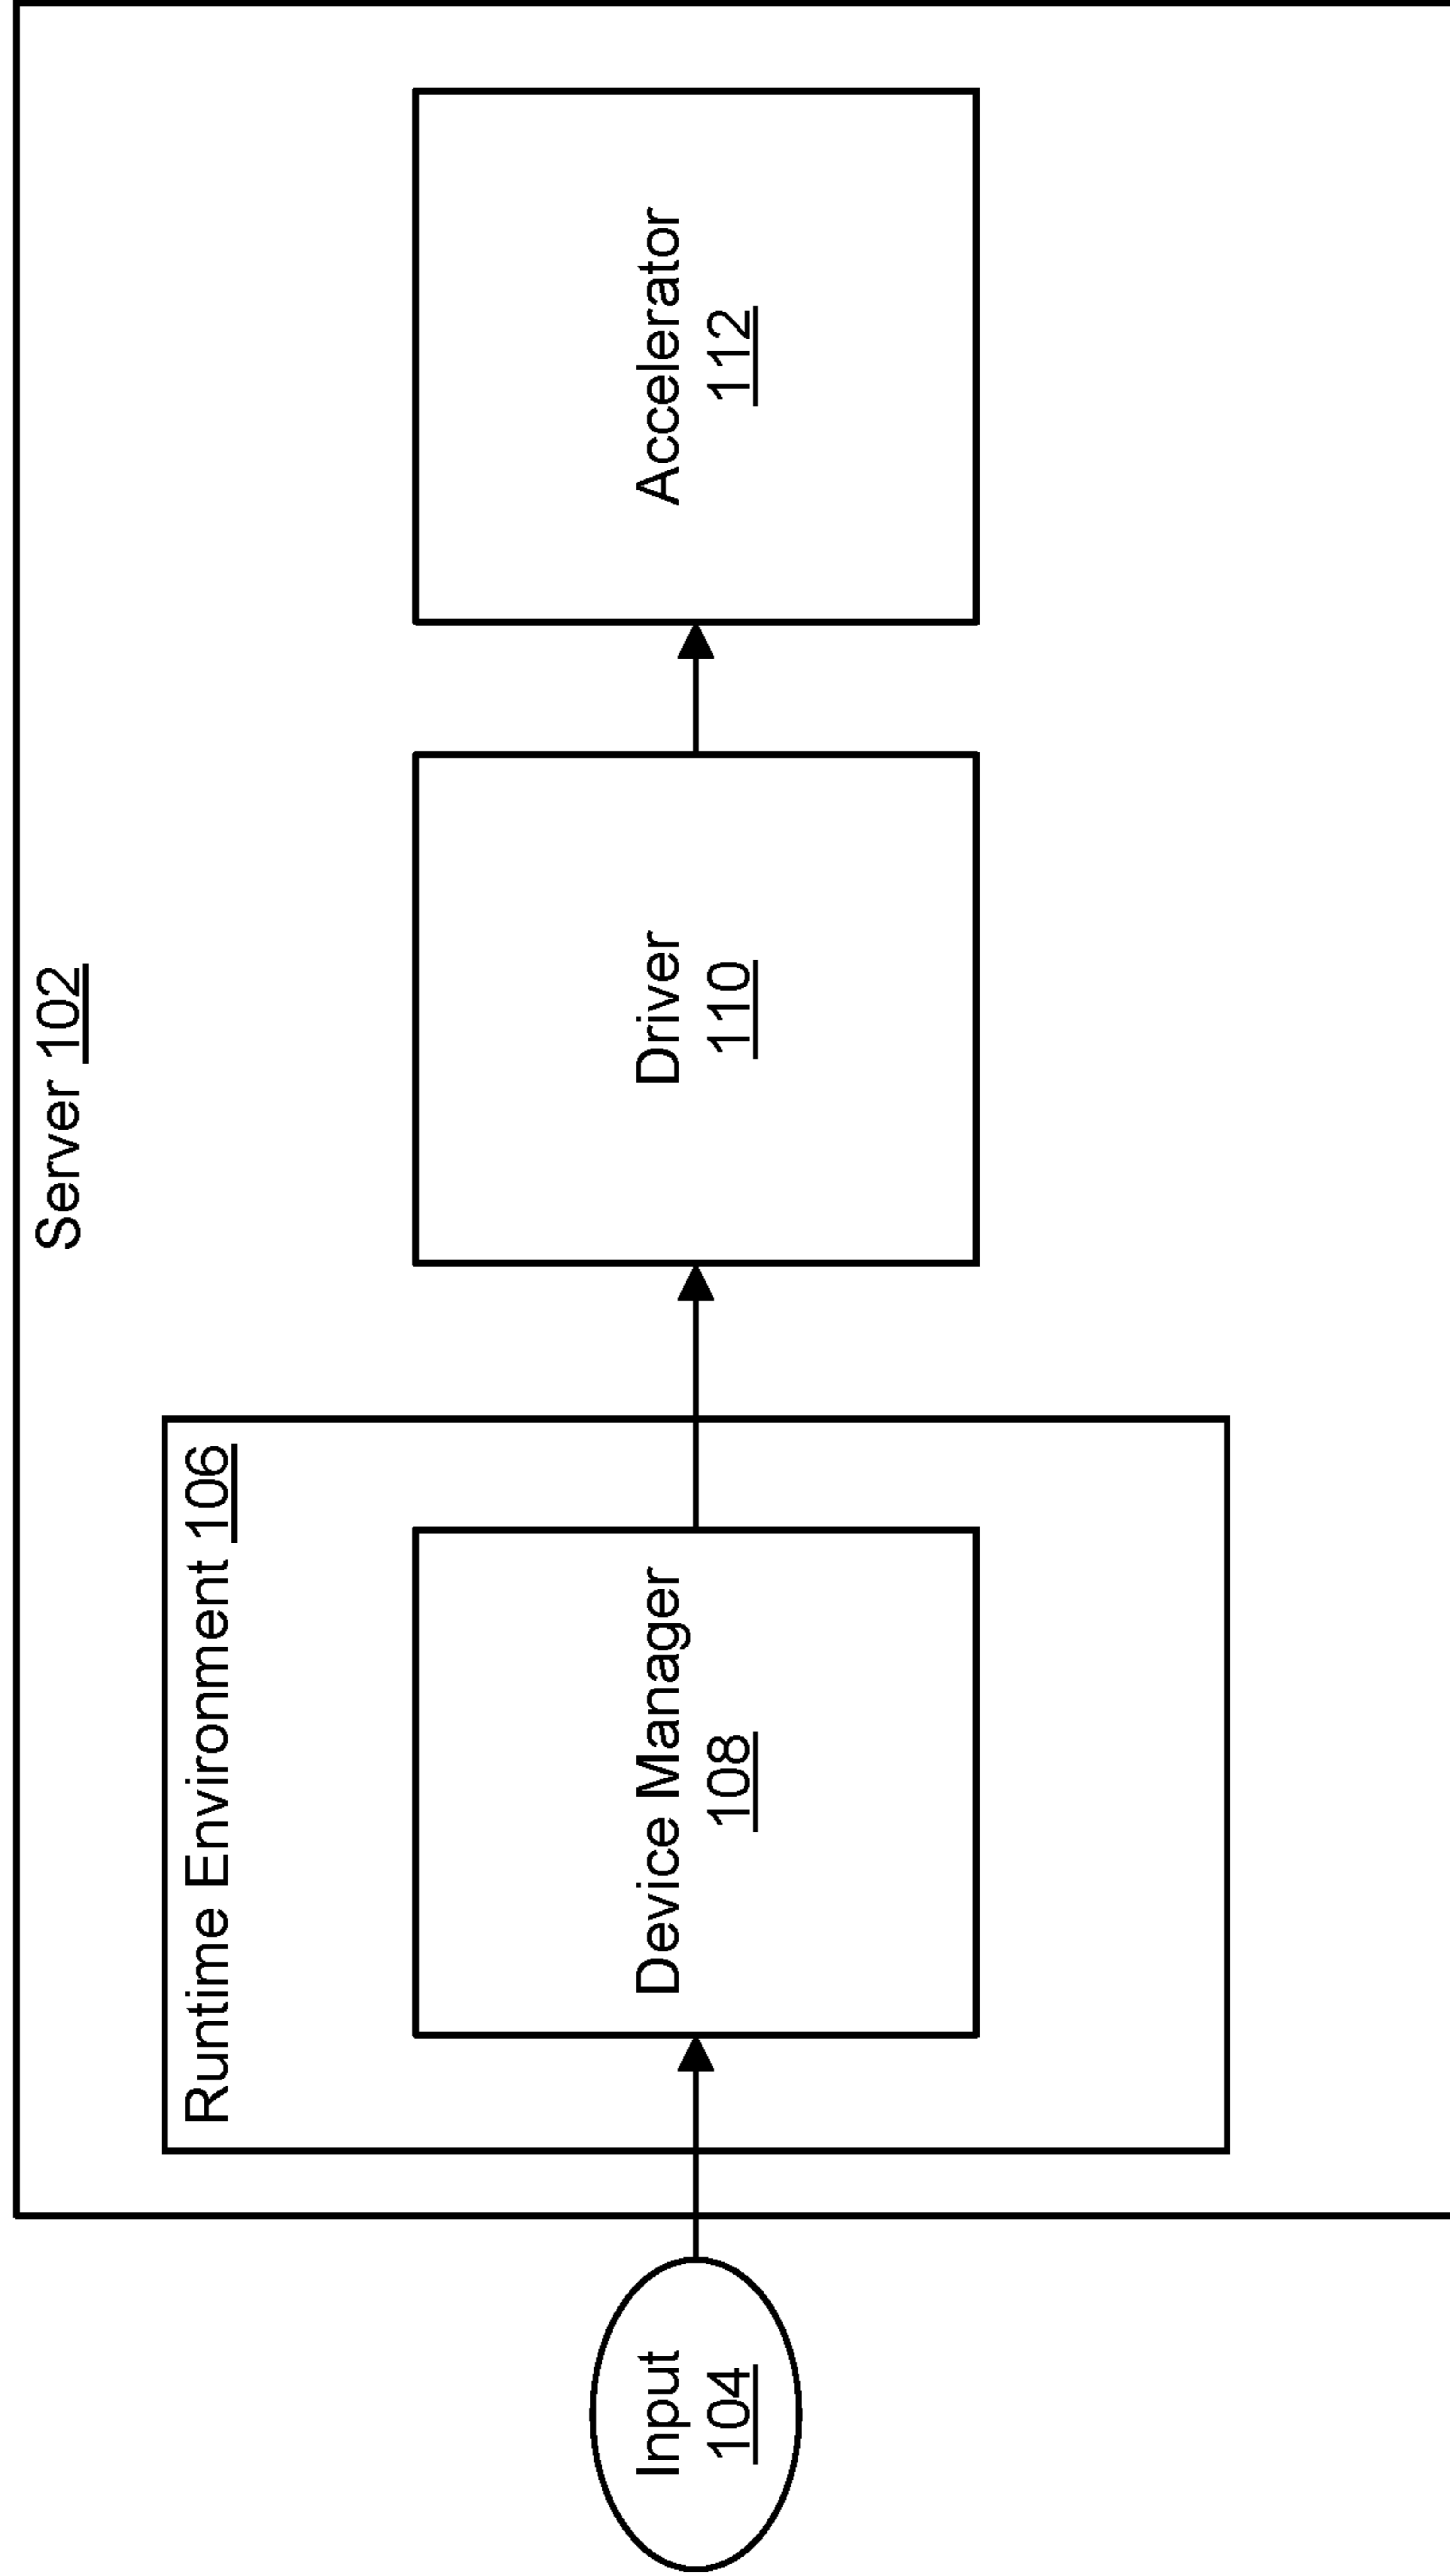 Server 102
Runtime Environment 106
Input
104
Device Manager
108
Driver
110
Accelerator
112